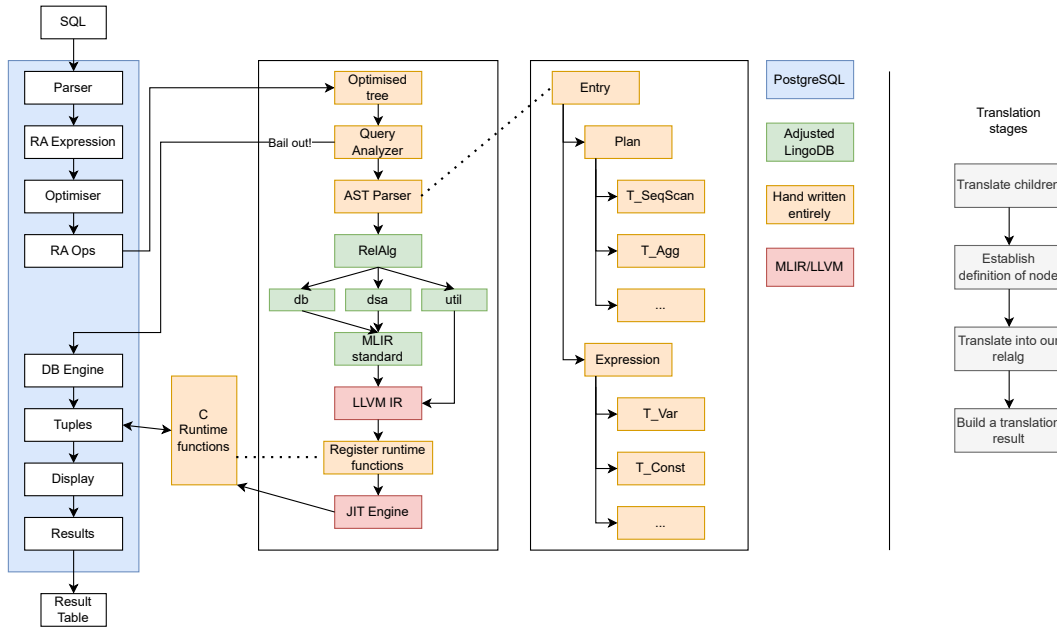 SQL
Parser
RA Expression
Optimiser
RA Ops
DB Engine
Tuples
Display
Results
Result
Table
C
Runtime
functions
Bail out!
Optimised
tree
Query
Analyzer
AST Parser
RelAlg
db
dsa
util
MLIR
standard
LLVM IR
Register runtime
functions
JIT Engine
Entry
Plan
T_SeqScan
T_Agg
...
Expression
T_Var
T_Const
...
PostgreSQL
Adjusted
LingoDB
Hand written
entirely
MLIR/LLVM
Translation
stages
Translate children
Establish
definition of node
Translate into our
relalg
Build a translation
result